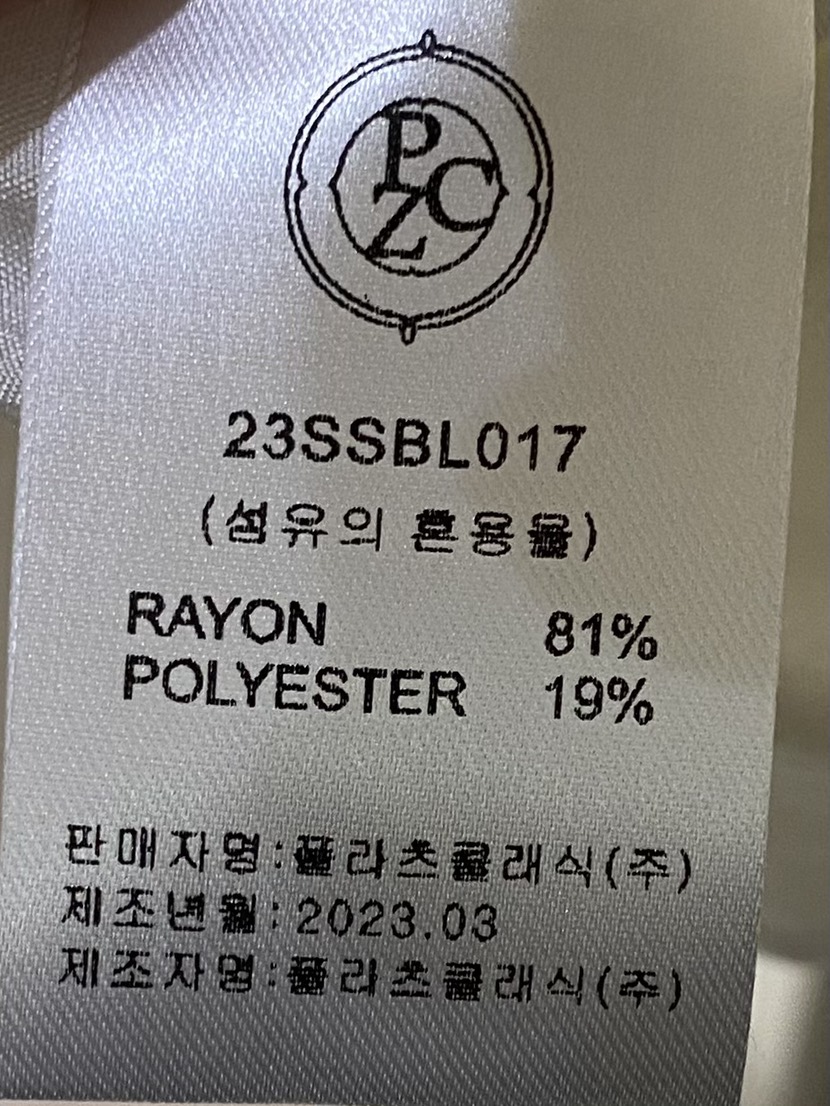 PZC
23SSBL017
(섬유의 혼용율)
RAYON 81%
POLYESTER 19%
판매자명:플라츠클래식(주)
제조년월:2023.03
제조자명:플라츠클래식(주)